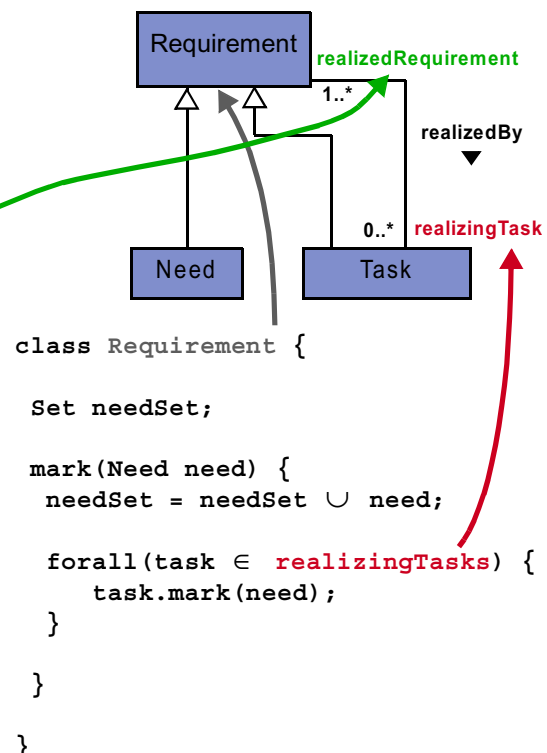 Requirement
realizedRequirement
1..*
realizedBy
0..*
realizingTask
Need
Task
class Requirement {
Set needSet;
mark(Need need) {
needSet = needSet ∪ need;
forall(task ∈ realizingTasks) {
task.mark(need);
}
}
}